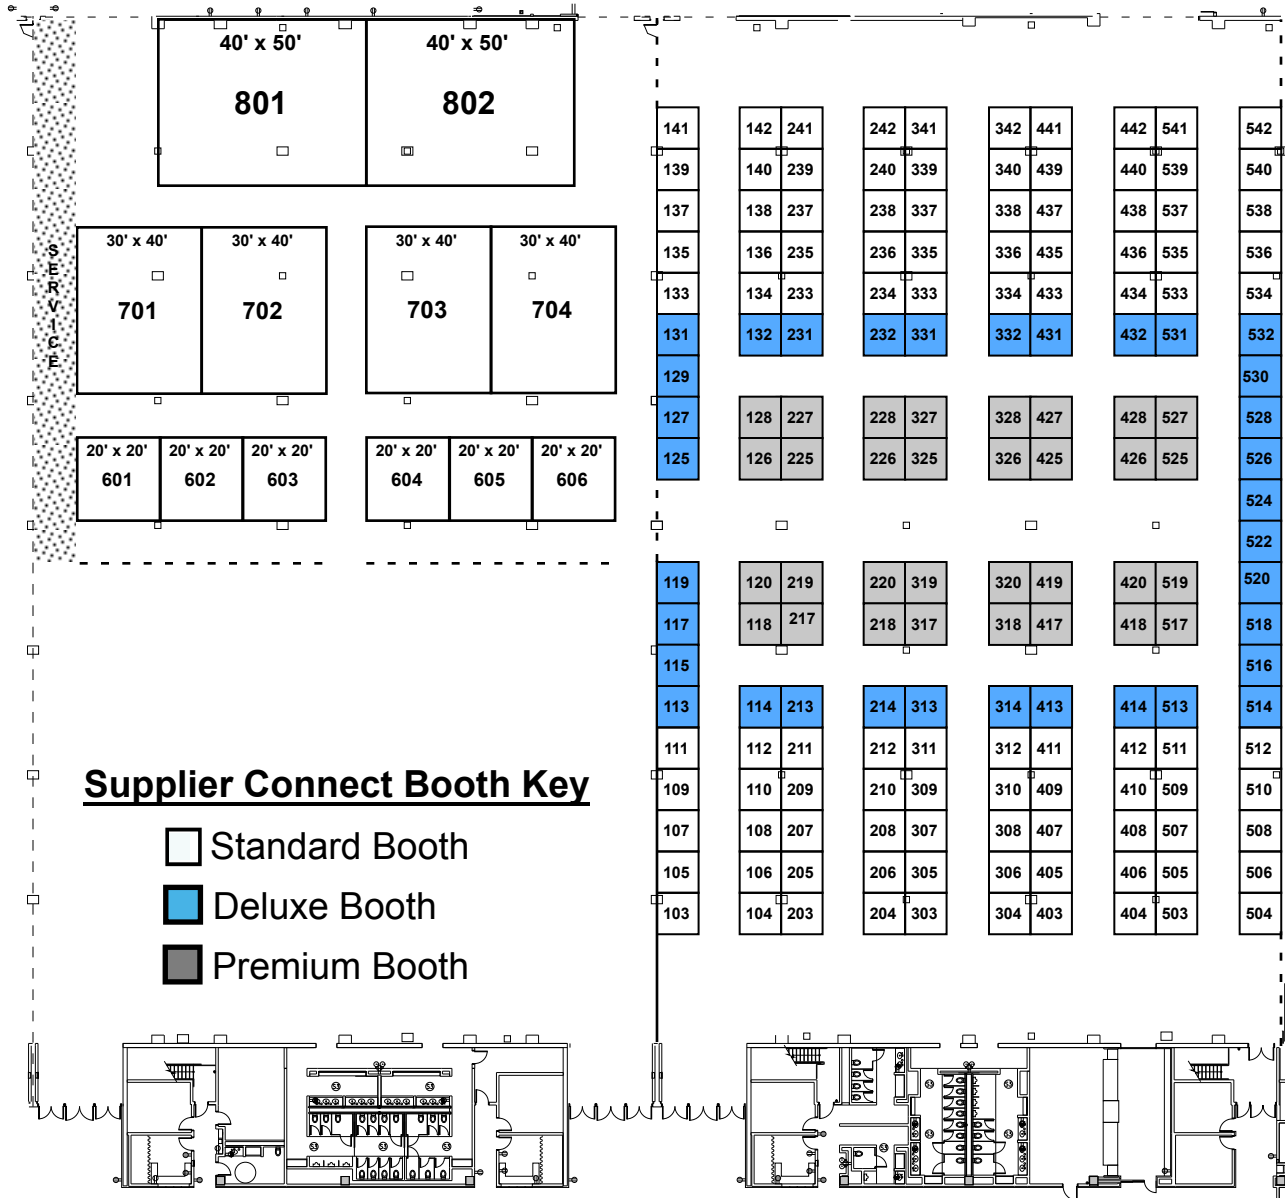 40' x 50' 40' x 50'
801 802
141 142 241 242 341 342 441 442 541 542
139 140 239 240 339 340 439 440 539 540
137 138 237 238 337 338 437 438 537 538
30' x 40' 30' x 40' 30' x 40' 30' x 40'
SERVICE
135 136 235 236 335 336 435 436 535 536
133 134 233 234 333 334 433 434 533 534
701 702 703 704
131 132 231 232 331 332 431 432 531 532
129 530
127 128 227 228 327 328 427 428 527 528
20' x 20' 20' x 20' 20' x 20' 20' x 20' 20' x 20' 20' x 20'
125 126 225 226 325 326 425 426 525 526
601 602 603 604 605 606
524
522
119 120 219 220 319 320 419 420 519 520
117 118 217 218 317 318 417 418 517 518
115 516
113 114 213 214 313 314 413 414 513 514
111 112 211 212 311 312 411 412 511 512
Supplier Connect Booth Key
109 110 209 210 309 310 409 410 509 510
107 108 207 208 307 308 407 408 507 508
Standard Booth
105 106 205 206 305 306 405 406 505 506
Deluxe Booth
103 104 203 204 303 304 403 404 503 504
Premium Booth